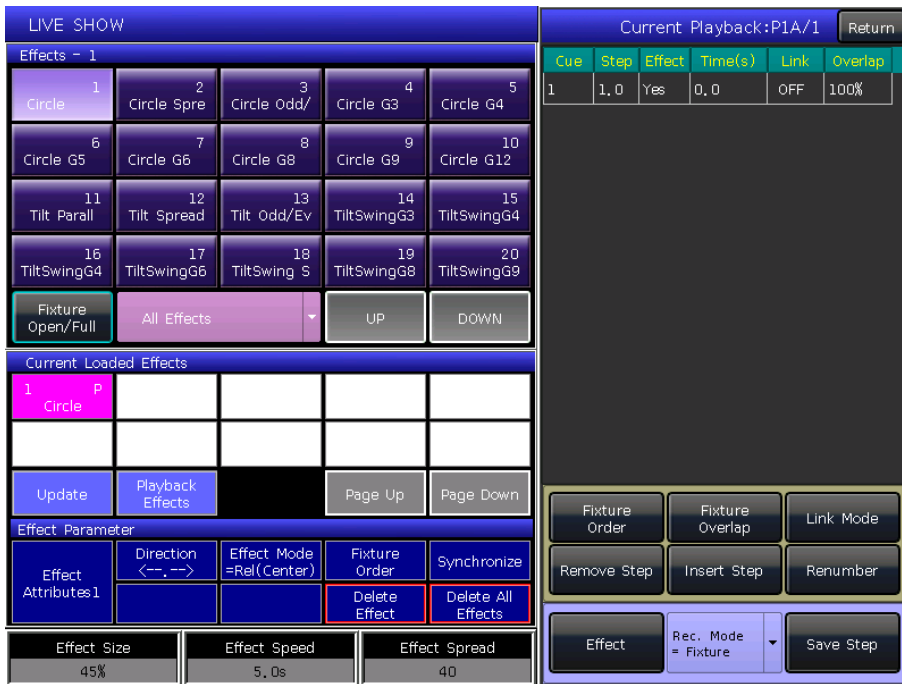 LIVE SHOW
Effects - 1
1 2 3 4 5
Circle Circle Spre Circle Odd/ Circle G3 Circle G4
6 7 8 9 10
Circle G5 Circle G6 Circle G8 Circle G9 Circle G12
11 12 13 14 15
Tilt Parall Tilt Spread Tilt Odd/Ev TiltSwingG3 TiltSwingG4
16 17 18 19 20
TiltSwingG4 TiltSwingG6 TiltSwing S TiltSwingG8 TiltSwingG9
Fixture
Open/Full
All Effects
UP
DOWN
Current Loaded Effects
1 P
Circle
Update
Playback
Effects
Page Up
Page Down
Effect Parameter
Effect
Attributes1
Direction
<--.-->
Effect Mode
=Rel(Center)
Fixture
Order
Synchronize
Delete
Effect
Delete All
Effects
Effect Size
45%
Effect Speed
5.0s
Effect Spread
40
Current Playback:P1A/1
Return
Cue Step Effect Time(s) Link Overlap
1 1.0 Yes 0.0 OFF 100%
Fixture
Order
Fixture
Overlap
Link Mode
Remove Step
Insert Step
Renumber
Effect
Rec. Mode
= Fixture
Save Step